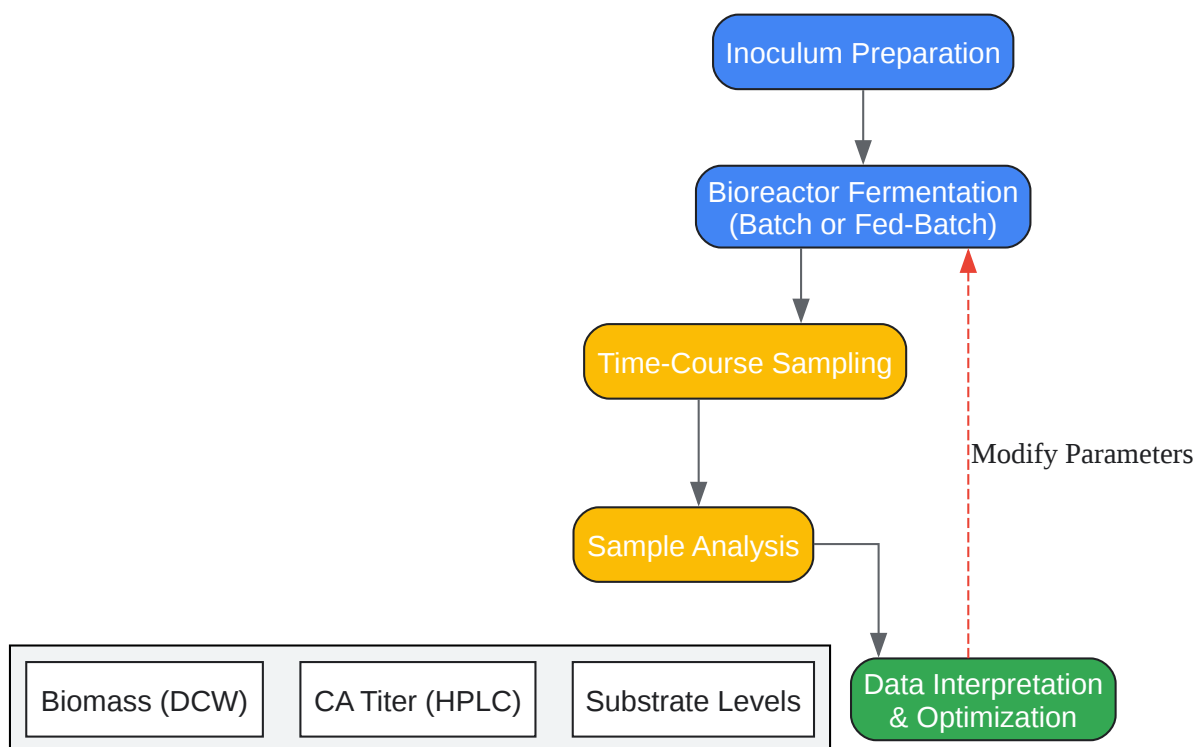 Inoculum Preparation
Bioreactor Fermentation
(Batch or Fed-Batch)
Time-Course Sampling
Modify Parameters
Sample Analysis
Biomass (DCW)
CA Titer (HPLC)
Substrate Levels
Data Interpretation
& Optimization